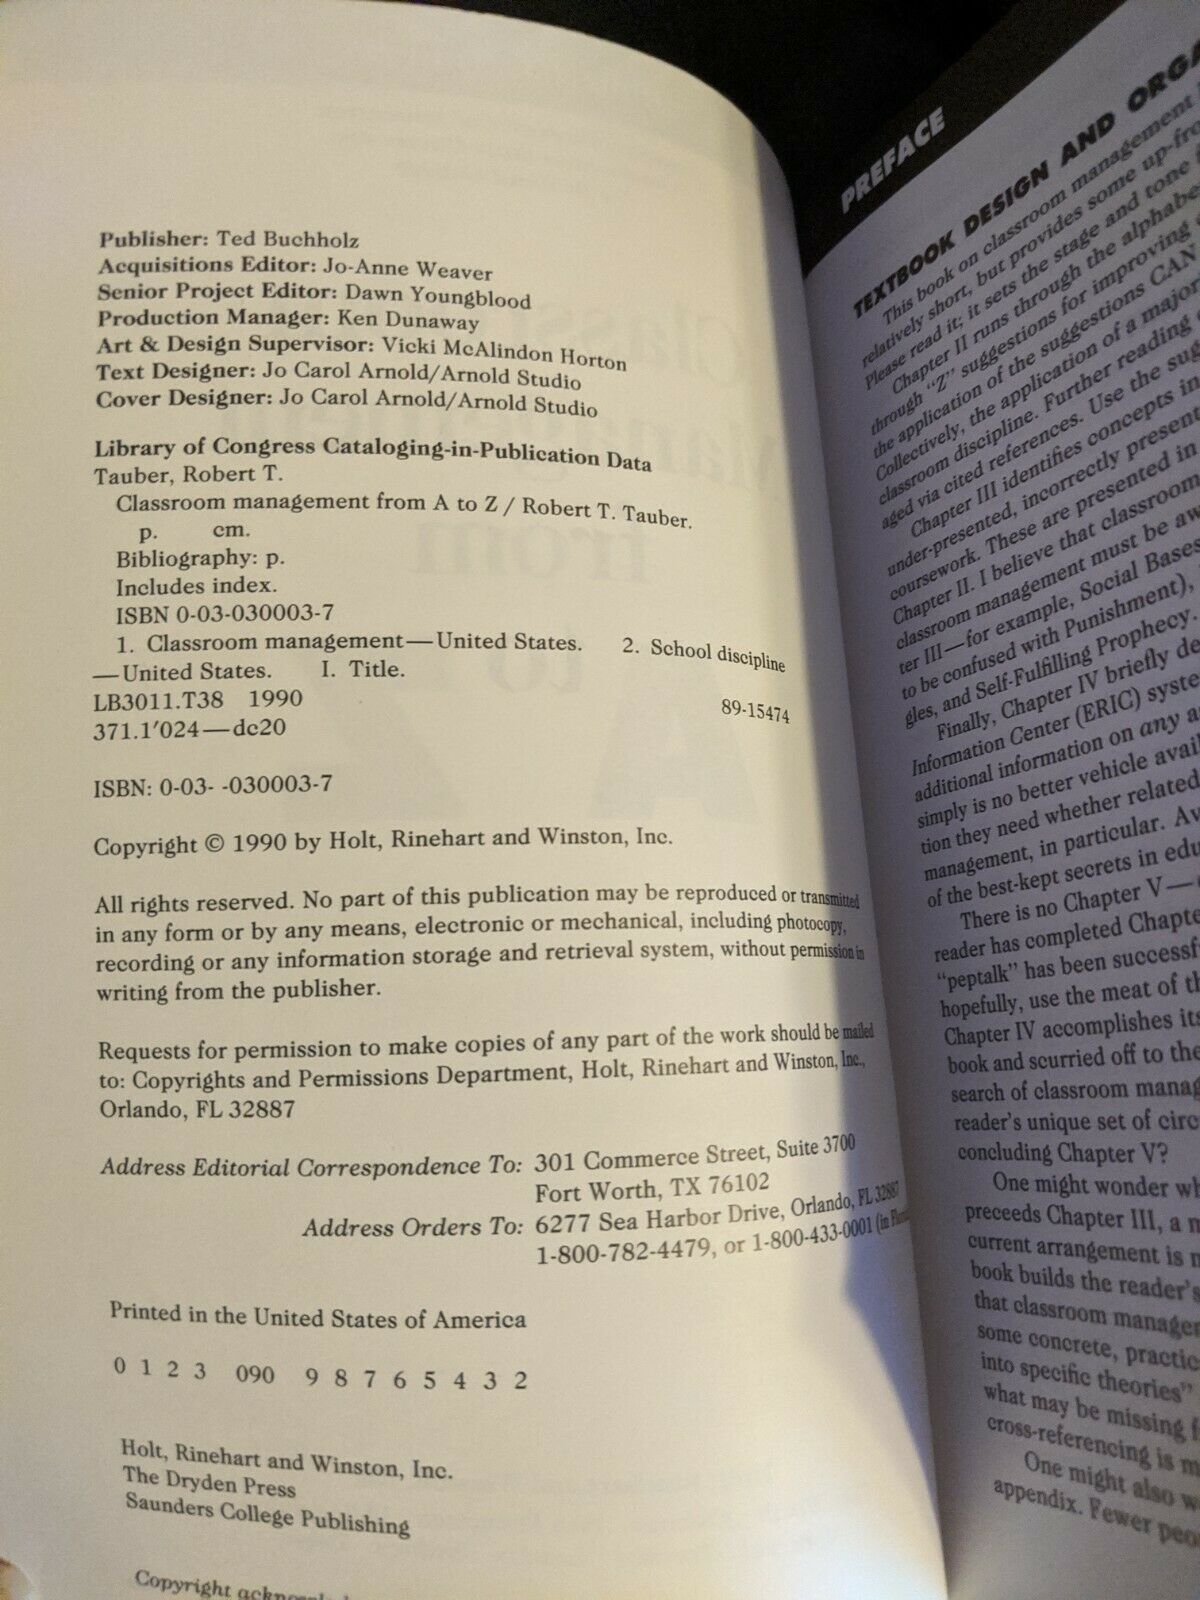 Publisher: Ted Buchholz
Acquisitions Editor: Jo-Anne Weaver
Senior Project Editor: Dawn Youngblood
Production Manager: Ken Dunaway
Art & Design Supervisor: Vicki McAlindon Horton
Text Designer: Jo Carol Arnold/Arnold Studio
Cover Designer: Jo Carol Arnold/Arnold Studio
Library of Congress Cataloging-in-Publication Data
Tauber, Robert T.
Classroom management from A to Z / Robert T. Tauber.
p. cm.
Bibliography: p.
Includes index.
ISBN 0-03-030003-7
1. Classroom management—United States. 2. School discipline
—United States. I. Title.
LB3011.T38 1990
371.1'024—dc20 89-15474
ISBN: 0-03- -030003-7
Copyright © 1990 by Holt, Rinehart and Winston, Inc.
All rights reserved. No part of this publication may be reproduced or transmitted
in any form or by any means, electronic or mechanical, including photocopy,
recording or any information storage and retrieval system, without permission in
writing from the publisher.
Requests for permission to make copies of any part of the work should be mailed
to: Copyrights and Permissions Department, Holt, Rinehart and Winston, Inc.,
Orlando, FL 32887
Address Editorial Correspondence To: 301 Commerce Street, Suite 3700
Fort Worth, TX 76102
Address Orders To: 6277 Sea Harbor Drive, Orlando, FL 32887
1-800-782-4479, or 1-800-433-0001 (in
Printed in the United States of America
0 1 2 3 090 9 8 7 6 5 4 3 2
Holt, Rinehart and Winston, Inc.
The Dryden Press
Saunders College Publishing
Copyright
PREFACE
TEXTBOOK DESIGN AND
This book on classroom management
relatively short, but provides some
Please read it; it sets the stage and tone
Chapter II runs through the
through "Z" suggestions for improving
the application of the suggestions CAN
Collectively, the application of a major
classroom discipline. Further reading
aged via cited references. Use the
Chapter III identifies concepts in
under-presented, incorrectly
coursework. These are presented in
Chapter II. I believe that classroom
classroom management must be
ter III—for example, Social Bases
to be confused with Punishment),
gles, and Self-Fulfilling Prophecy.
Finally, Chapter IV briefly
Information Center (ERIC)
additional information on any
simply is no better vehicle
tion they need whether related
management, in particular.
of the best-kept secrets in
There is no Chapter V—
reader has completed
"peptalk" has been
hopefully, use the meat of
Chapter IV accomplishes
book and scurried off to the
search of classroom
reader's unique set of
concluding Chapter V?
One might wonder
preceeds Chapter III, a
current arrangement is
book builds the reader's
that classroom
some concrete,
into specific theories"
what may be missing
cross-referencing is
One might also
appendix. Fewer